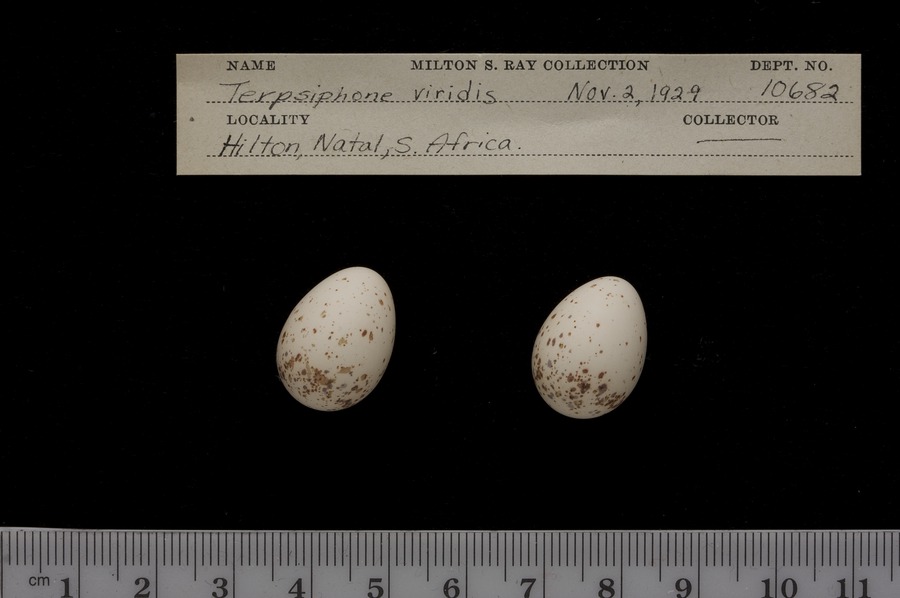 NAME MILTON S. RAY COLLECTION DEPT. NO.
Terpsiphone viridis Nov. 2, 1929 10682
LOCALITY COLLECTOR
Hilton, Natal, S. Africa.
cm 1 2 3 4 5 6 7 8 9 10 11